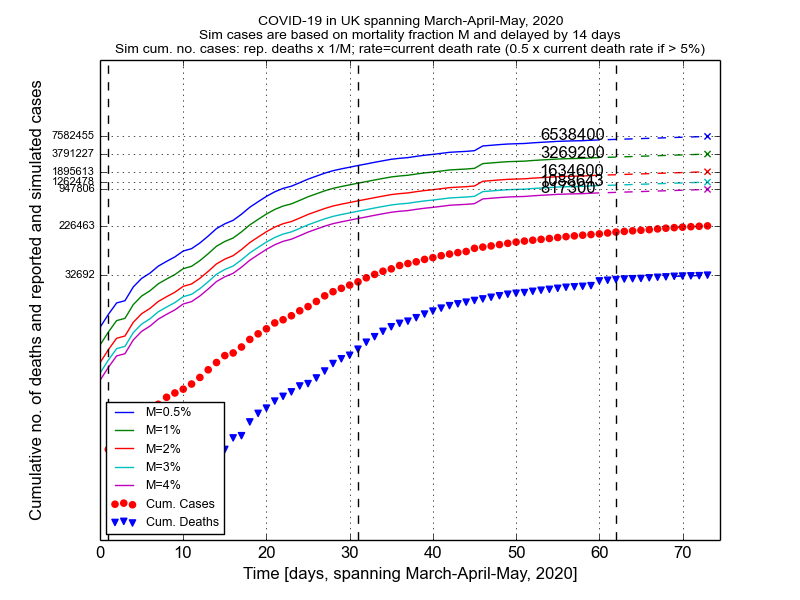 COVID-19 in UK spanning March-April-May, 2020
Sim cases are based on mortality fraction M and delayed by 14 days
Sim cum. no. cases: rep. deaths x 1/M; rate=current death rate (0.5 x current death rate if > 5%)
Cumulative no. of deaths and reported and simulated cases
7582455
3791227
1895613
1262478
947806
226463
32692
6538400
3269200
1634600
1088643
817300
M=0.5%
M=1%
M=2%
M=3%
M=4%
Cum. Cases
Cum. Deaths
0 10 20 30 40 50 60 70
Time [days, spanning March-April-May, 2020]